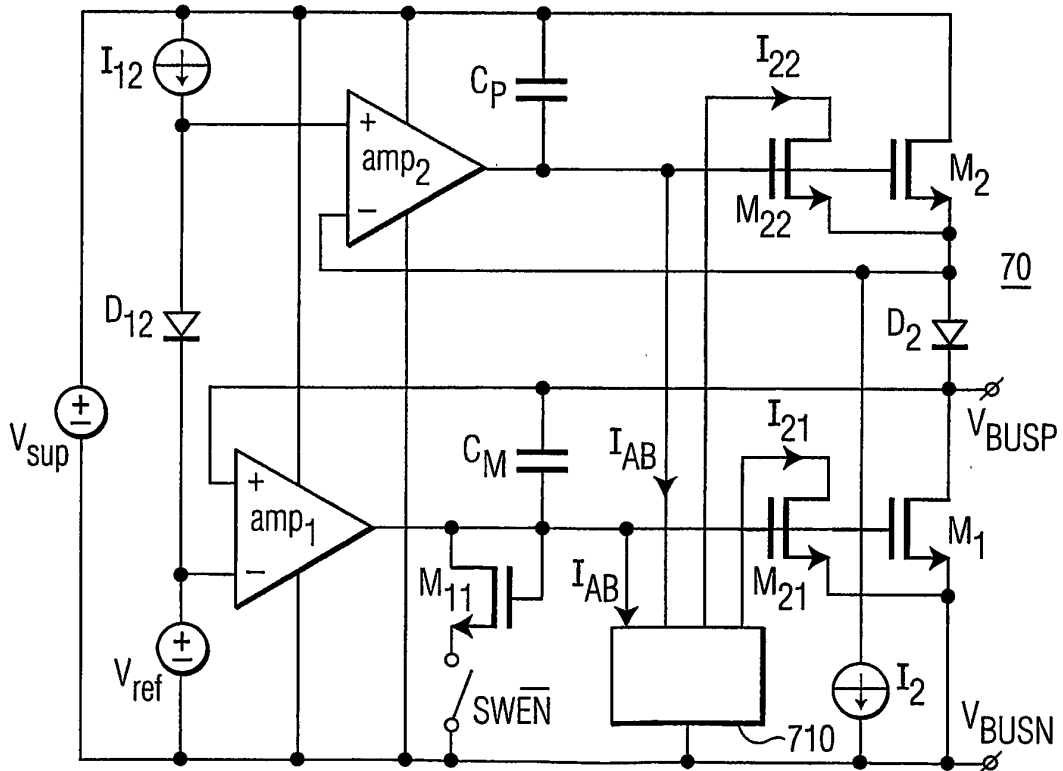 I12
CP
I22
+
amp2
−
M22
M2
70
D12
D2
Vsup
VBUSP
CM
IAB
I21
+
amp1
−
M11
IAB
M21
M1
Vref
SWEN̅
I2
VBUSN
710